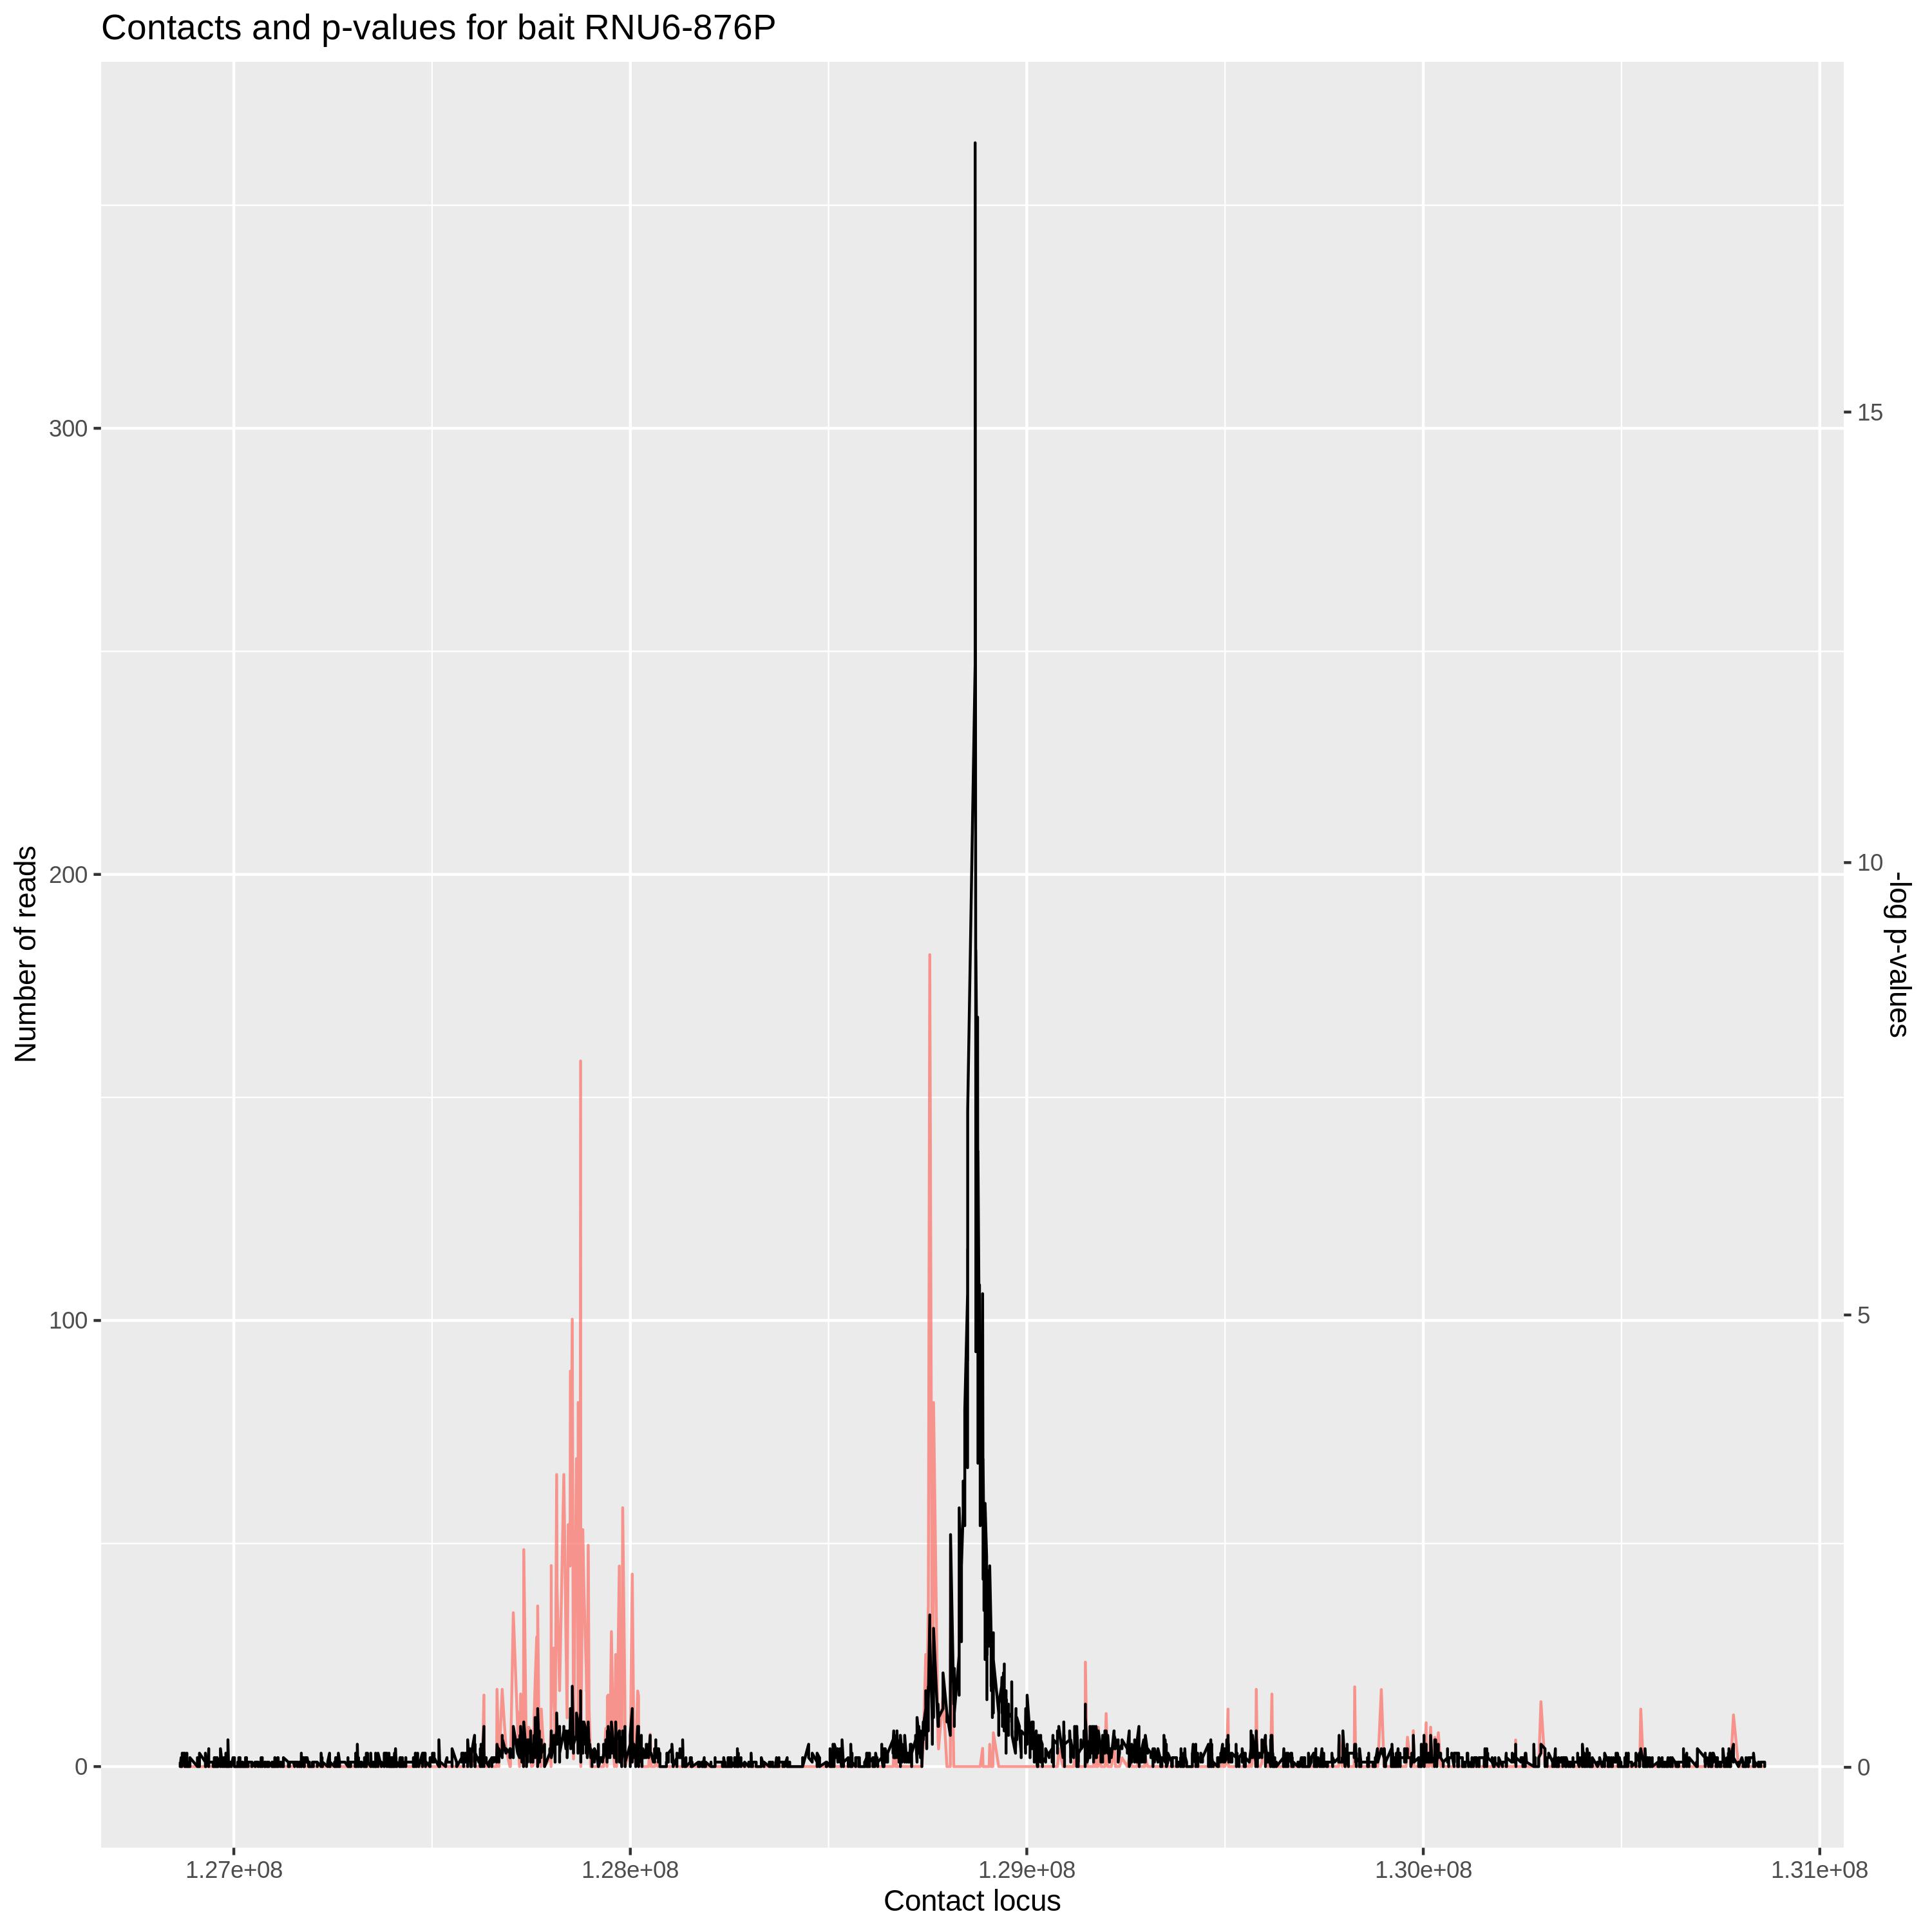 Contacts and p-values for bait RNU6-876P
300
200
100
0
15
10
5
0
Number of reads
-log p-values
1.27e+08
1.28e+08
1.29e+08
1.30e+08
1.31e+08
Contact locus